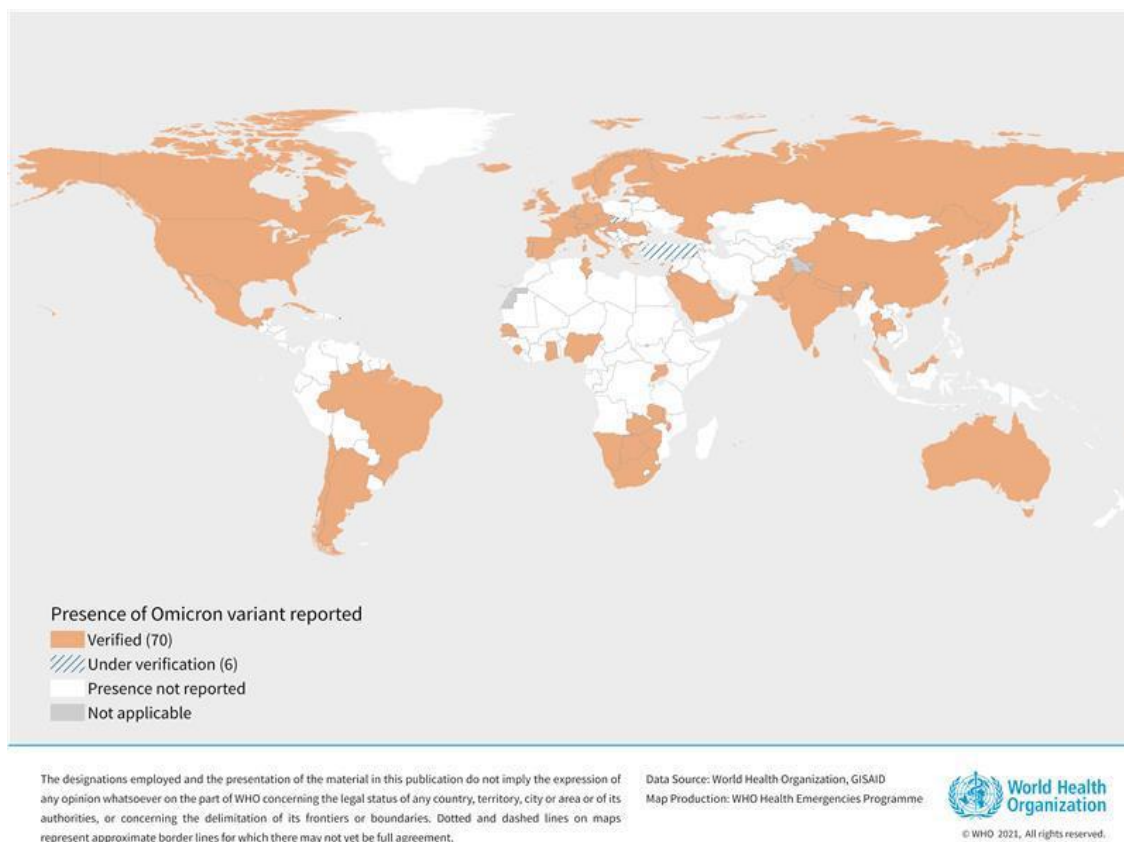 Presence of Omicron variant reported
Verified (70)
Under verification (6)
Presence not reported
Not applicable
The designations employed and the presentation of the material in this publication do not imply the expression of
any opinion whatsoever on the part of WHO concerning the legal status of any country, territory, city or area or of its
authorities, or concerning the delimitation of its frontiers or boundaries. Dotted and dashed lines on maps
represent approximate border lines for which there may not yet be full agreement.
Data Source: World Health Organization, GISAID
Map Production: WHO Health Emergencies Programme
World Health
Organization
© WHO 2021, All rights reserved.